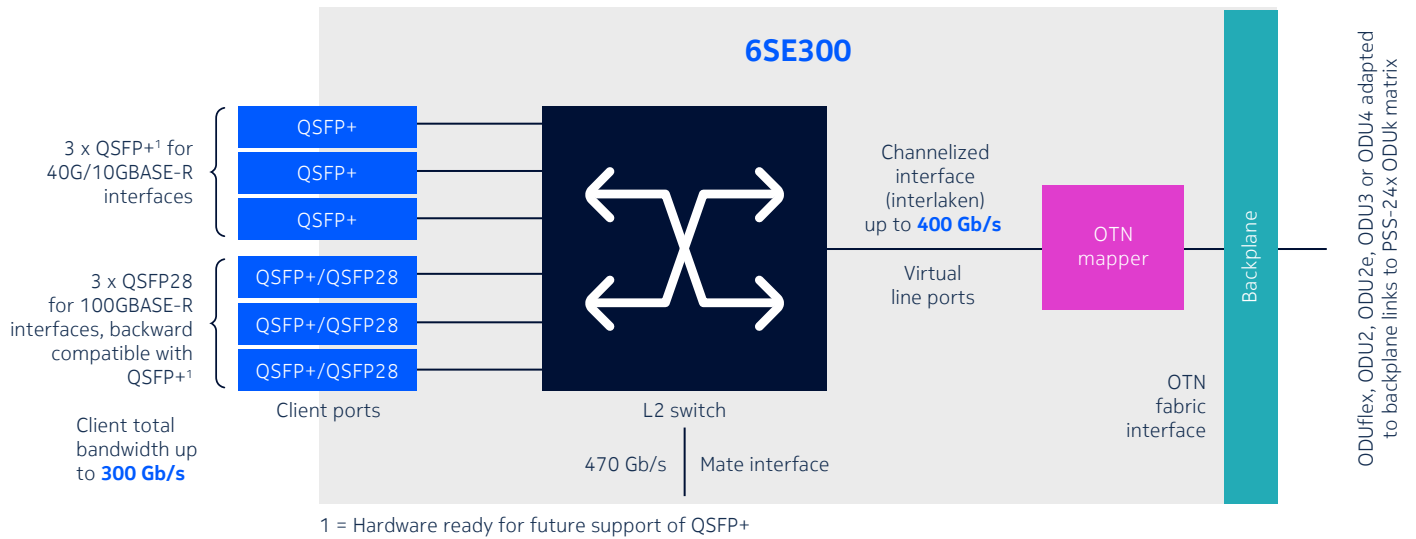 6SE300
3 x QSFP+¹ for
40G/10GBASE-R
interfaces
QSFP+
QSFP+
QSFP+
3 x QSFP28
for 100GBASE-R
interfaces, backward
compatible with
QSFP+¹
QSFP+/QSFP28
QSFP+/QSFP28
QSFP+/QSFP28
Client ports
Client total
bandwidth up
to 300 Gb/s
L2 switch
470 Gb/s
Mate interface
Channelized
interface
(interlaken)
up to 400 Gb/s
Virtual
line ports
OTN
mapper
OTN
fabric
interface
Backplane
ODUflex, ODU2, ODU2e, ODU3 or ODU4 adapted
to backplane links to PSS-24x ODUk matrix
1 = Hardware ready for future support of QSFP+